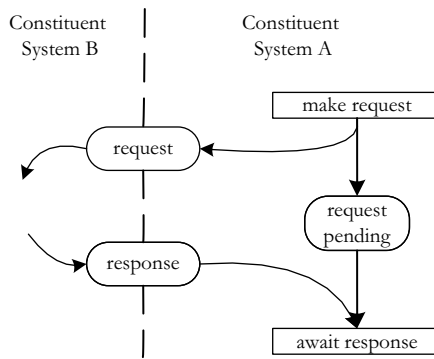 Constituent
System B
Constituent
System A
make request
request
request
pending
response
await response